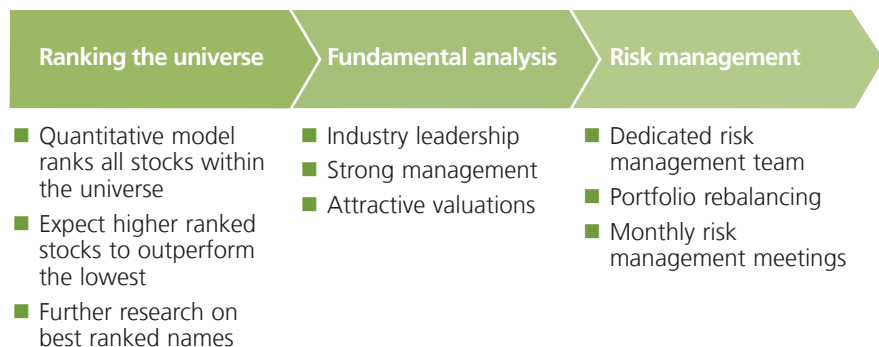 Ranking the universe
Quantitative model
ranks all stocks within
the universe
Expect higher ranked
stocks to outperform
the lowest
Further research on
best ranked names
Fundamental analysis
Industry leadership
Strong management
Attractive valuations
Risk management
Dedicated risk
management team
Portfolio rebalancing
Monthly risk
management meetings